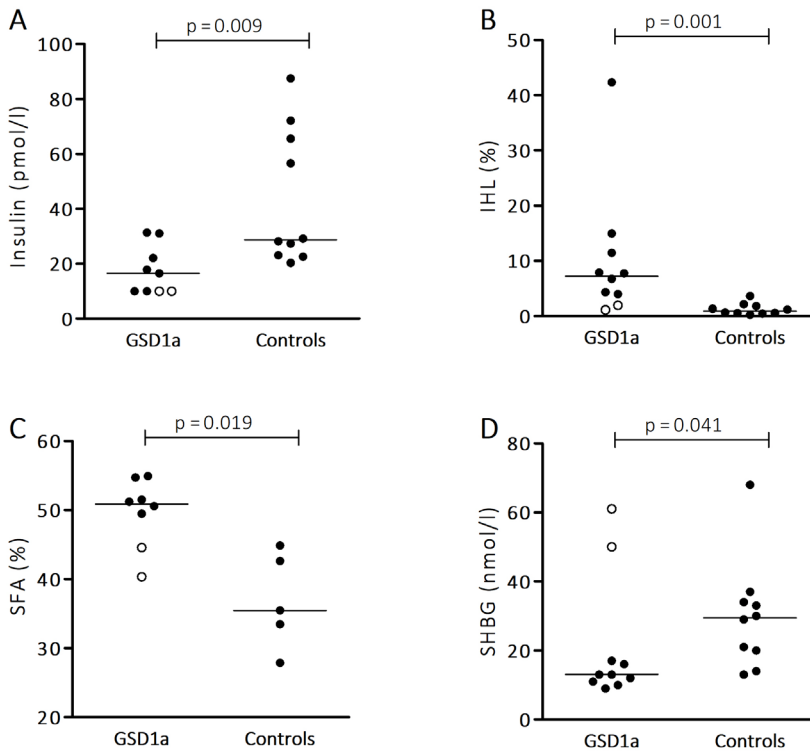 A
p = 0.009
Insulin (pmol/l)
100
80
60
40
20
0
GSD1a Controls
B
p = 0.001
IHL (%)
50
40
30
20
10
0
GSD1a Controls
C
p = 0.019
SFA (%)
60
50
40
30
20
GSD1a Controls
D
p = 0.041
SHBG (nmol/l)
80
60
40
20
0
GSD1a Controls